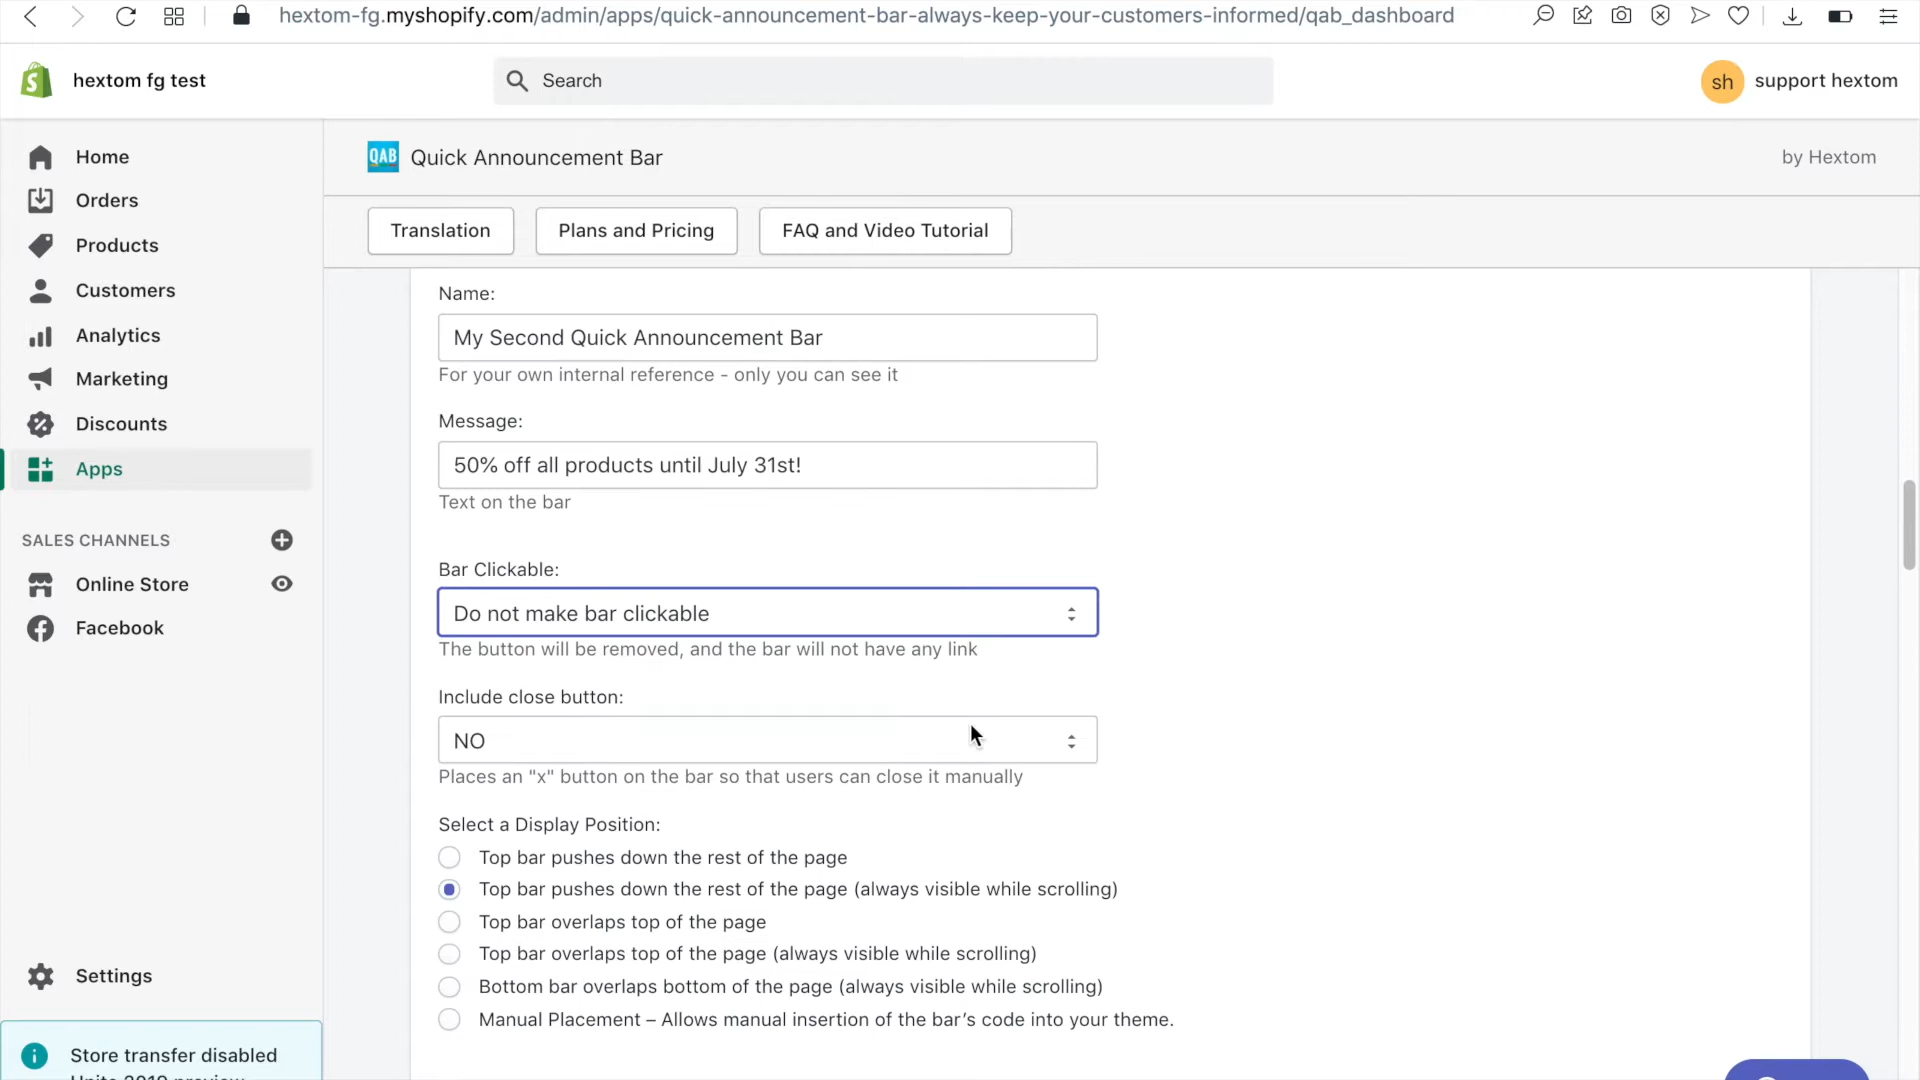 hextom-fg.myshopify.com/admin/apps/quick-announcement-bar-always-keep-your-customers-informed/qab_dashboard
hextom fg test
Search
sh
support hextom
Home
Orders
Products
Customers
Analytics
Marketing
Discounts
Apps
SALES CHANNELS
Online Store
Facebook
Settings
Store transfer disabled
QAB
Quick Announcement Bar
by Hextom
Translation
Plans and Pricing
FAQ and Video Tutorial
Name:
My Second Quick Announcement Bar
For your own internal reference - only you can see it
Message:
50% off all products until July 31st!
Text on the bar
Bar Clickable:
Do not make bar clickable
The button will be removed, and the bar will not have any link
Include close button:
NO
Places an "x" button on the bar so that users can close it manually
Select a Display Position:
Top bar pushes down the rest of the page
Top bar pushes down the rest of the page (always visible while scrolling)
Top bar overlaps top of the page
Top bar overlaps top of the page (always visible while scrolling)
Bottom bar overlaps bottom of the page (always visible while scrolling)
Manual Placement – Allows manual insertion of the bar's code into your theme.